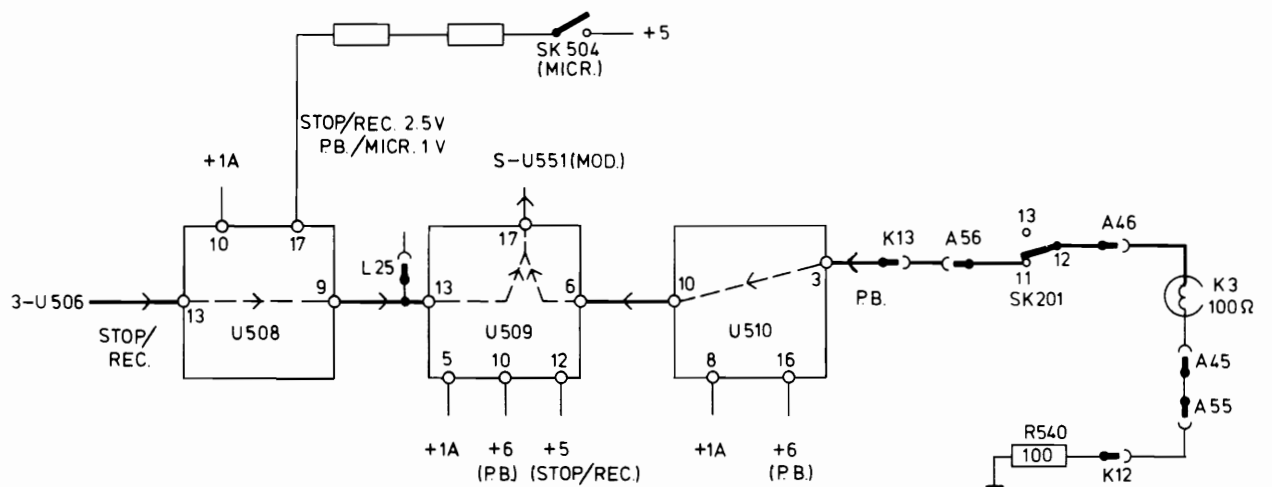 SK 504
(MICR.)
+5
STOP/REC. 2.5V
P.B./MICR. 1 V
+1A
S-U551(MOD.)
10
17
17
13
A46
K13
A56
L25
9
13
6
10
3
11
12
SK201
3-U506
13
P.B.
K3
100Ω
STOP/
REC.
U508
U509
U510
5
10
12
8
16
A45
A55
+1A
+6
(P.B.)
+5
(STOP/REC.)
+1A
+6
(P.B.)
R540
100
K12